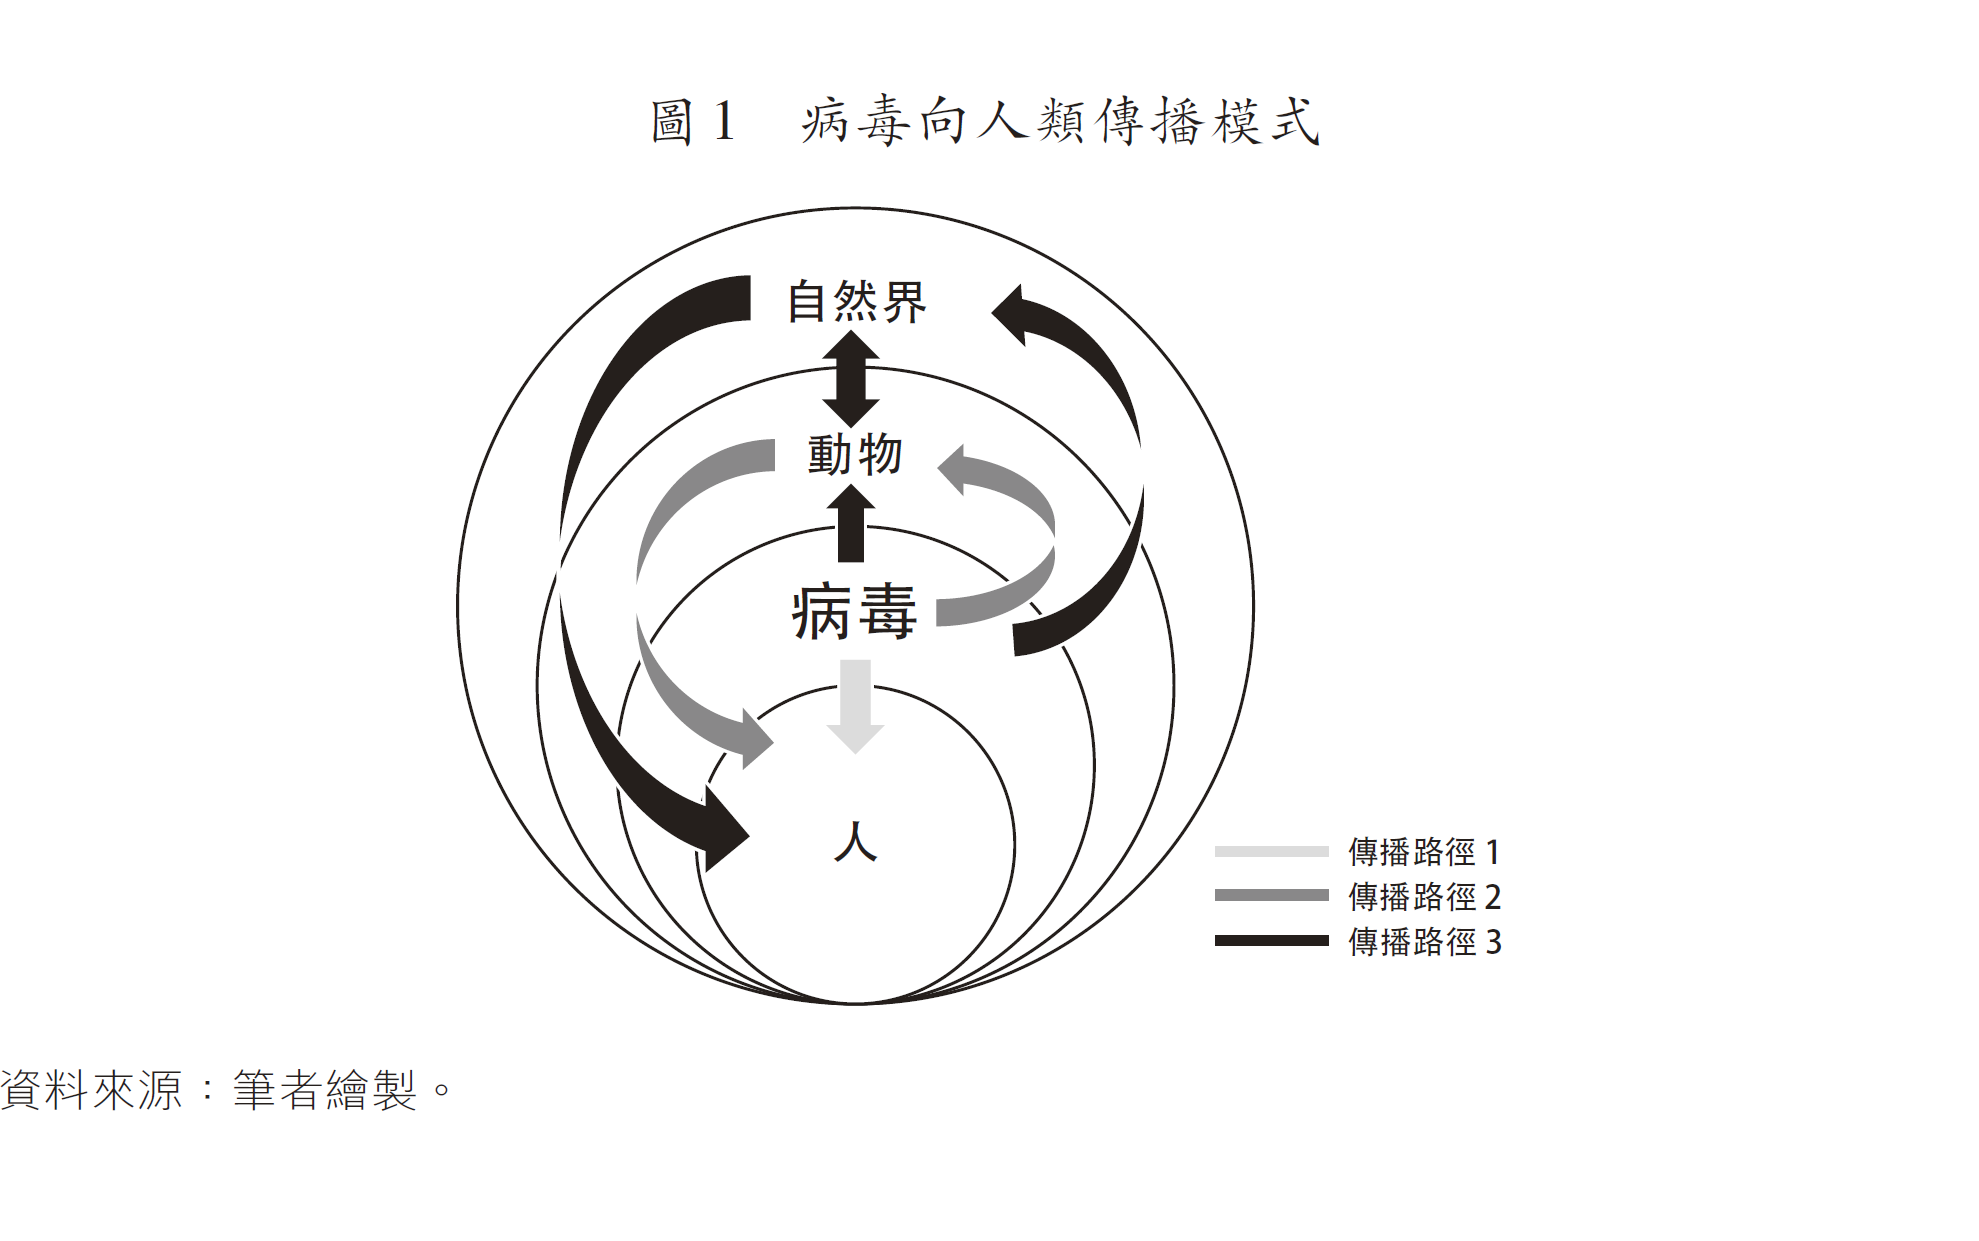 圖1　病毒向人類傳播模式
自然界
動物
病毒
人
傳播路徑 1
傳播路徑 2
傳播路徑 3
資料來源：筆者繪製。